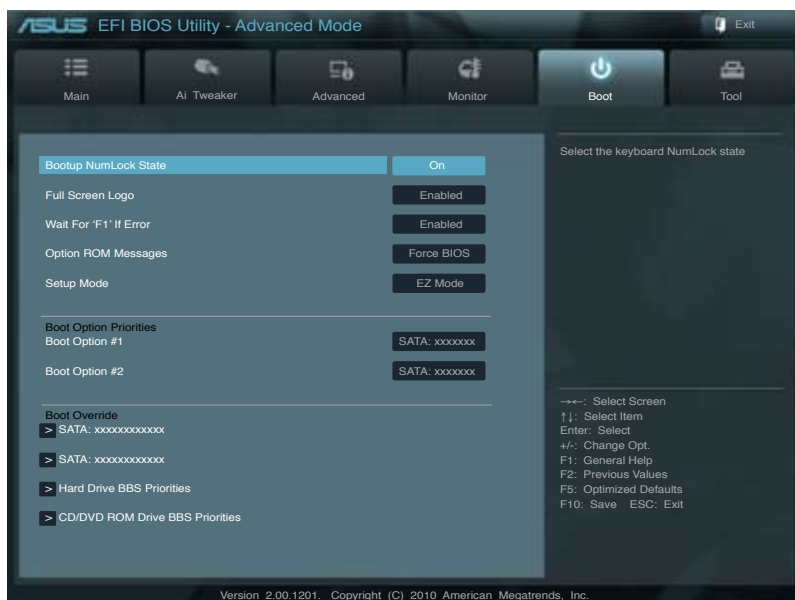 ASUS EFI BIOS Utility - Advanced Mode
Exit
Main
Ai Tweaker
Advanced
Monitor
Boot
Tool
Bootup NumLock State On
Full Screen Logo Enabled
Wait For ‘F1’ If Error Enabled
Option ROM Messages Force BIOS
Setup Mode EZ Mode
Boot Option Priorities
Boot Option #1 SATA: xxxxxxx
Boot Option #2 SATA: xxxxxxx
Boot Override
> SATA: xxxxxxxxxxxx
> SATA: xxxxxxxxxxxx
> Hard Drive BBS Priorities
> CD/DVD ROM Drive BBS Priorities
Select the keyboard NumLock state
→←: Select Screen
↑↓: Select Item
Enter: Select
+/-: Change Opt.
F1: General Help
F2: Previous Values
F5: Optimized Defaults
F10: Save ESC: Exit
Version 2.00.1201. Copyright (C) 2010 American Megatrends, Inc.